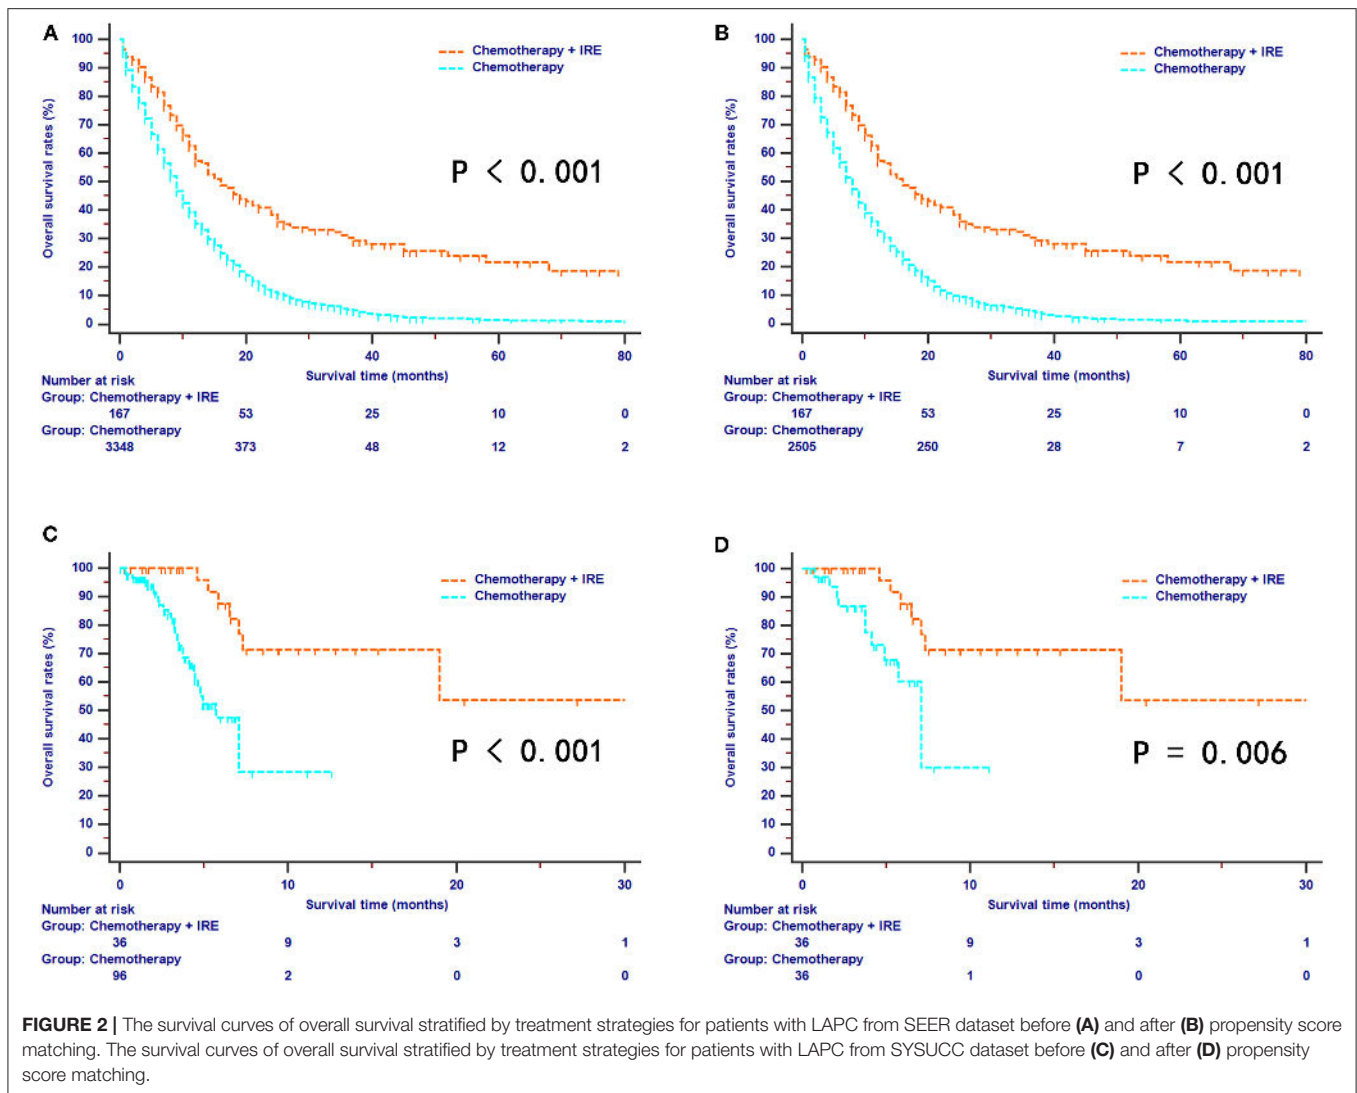 A
100
90
80
70
60
50
40
30
20
10
0
Overall survival rates (%)
Chemotherapy + IRE
Chemotherapy
P < 0.001
0 20 40 60 80
Survival time (months)
Number at risk
Group: Chemotherapy + IRE
167 53 25 10 0
Group: Chemotherapy
3348 373 48 12 2
B
100
90
80
70
60
50
40
30
20
10
0
Overall survival rates (%)
Chemotherapy + IRE
Chemotherapy
P < 0.001
0 20 40 60 80
Survival time (months)
Number at risk
Group: Chemotherapy + IRE
167 53 25 10 0
Group: Chemotherapy
2505 250 28 7 2
C
100
90
80
70
60
50
40
30
20
10
0
Overall survival rates (%)
Chemotherapy + IRE
Chemotherapy
P < 0.001
0 10 20 30
Survival time (months)
Number at risk
Group: Chemotherapy + IRE
36 9 3 1
Group: Chemotherapy
96 2 0 0
D
100
90
80
70
60
50
40
30
20
10
0
Overall survival rates (%)
Chemotherapy + IRE
Chemotherapy
P = 0.006
0 10 20 30
Survival time (months)
Number at risk
Group: Chemotherapy + IRE
36 9 3 1
Group: Chemotherapy
36 1 0 0
FIGURE 2 | The survival curves of overall survival stratified by treatment strategies for patients with LAPC from SEER dataset before (A) and after (B) propensity score
matching. The survival curves of overall survival stratified by treatment strategies for patients with LAPC from SYSUCC dataset before (C) and after (D) propensity
score matching.